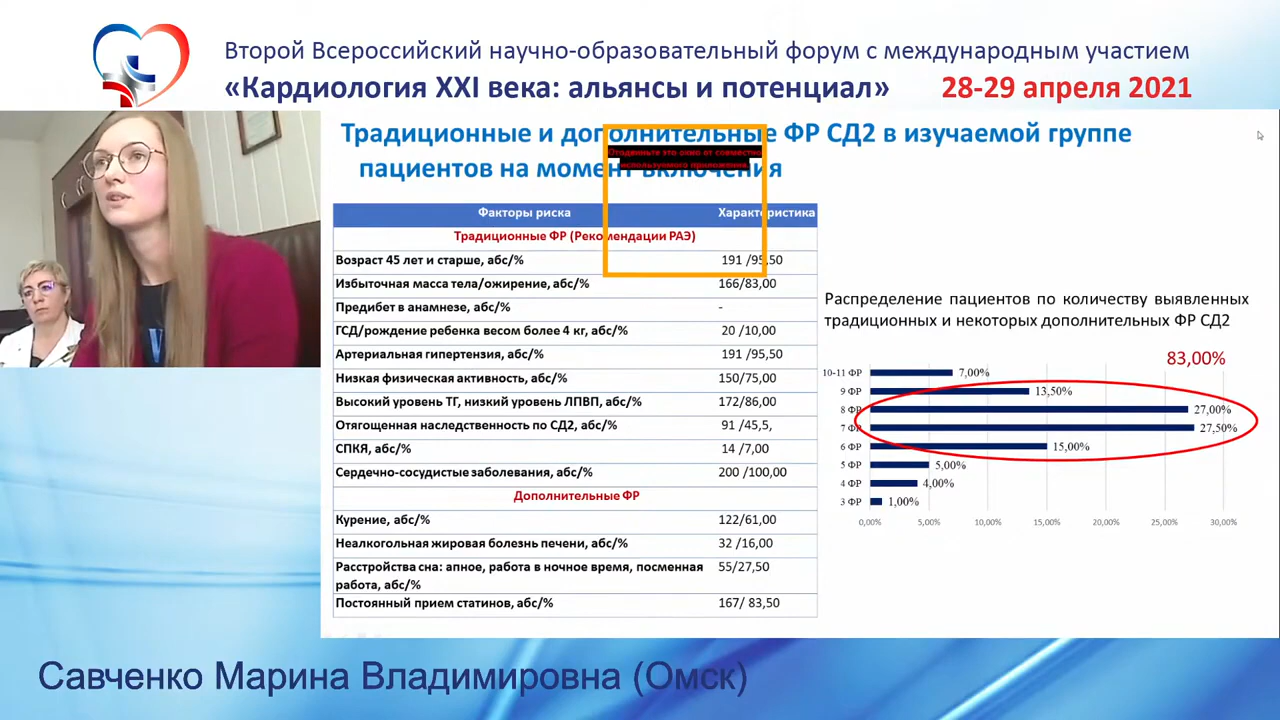 Второй Всероссийский научно-образовательный форум с международным участием
«Кардиология XXI века: альянсы и потенциал» 28-29 апреля 2021
Традиционные и дополнительные ФР СД2 в изучаемой группе
пациентов на момент включения
Отодвиньте это окно от совместно
используемого приложения
Факторы риска Характеристика
Традиционные ФР (Рекомендации РАЭ)
Возраст 45 лет и старше, абс/% 191 /95,50
Избыточная масса тела/ожирение, абс/% 166/83,00
Предибет в анамнезе, абс/% -
ГСД/рождение ребенка весом более 4 кг, абс/% 20 /10,00
Артериальная гипертензия, абс/% 191 /95,50
Низкая физическая активность, абс/% 150/75,00
Высокий уровень ТГ, низкий уровень ЛПВП, абс/% 172/86,00
Отягощенная наследственность по СД2, абс/% 91 /45,5,
СПКЯ, абс/% 14 /7,00
Сердечно-сосудистые заболевания, абс/% 200 /100,00
Дополнительные ФР
Курение, абс/% 122/61,00
Неалкогольная жировая болезнь печени, абс/% 32 /16,00
Расстройства сна: апное, работа в ночное время, посменная 55/27,50
работа, абс/%
Постоянный прием статинов, абс/% 167/ 83,50
Распределение пациентов по количеству выявленных
традиционных и некоторых дополнительных ФР СД2
83,00%
10-11 ФР 7,00%
9 ФР 13,50%
8 ФР 27,00%
7 ФР 27,50%
6 ФР 15,00%
5 ФР 5,00%
4 ФР 4,00%
3 ФР 1,00%
0,00% 5,00% 10,00% 15,00% 20,00% 25,00% 30,00%
Савченко Марина Владимировна (Омск)